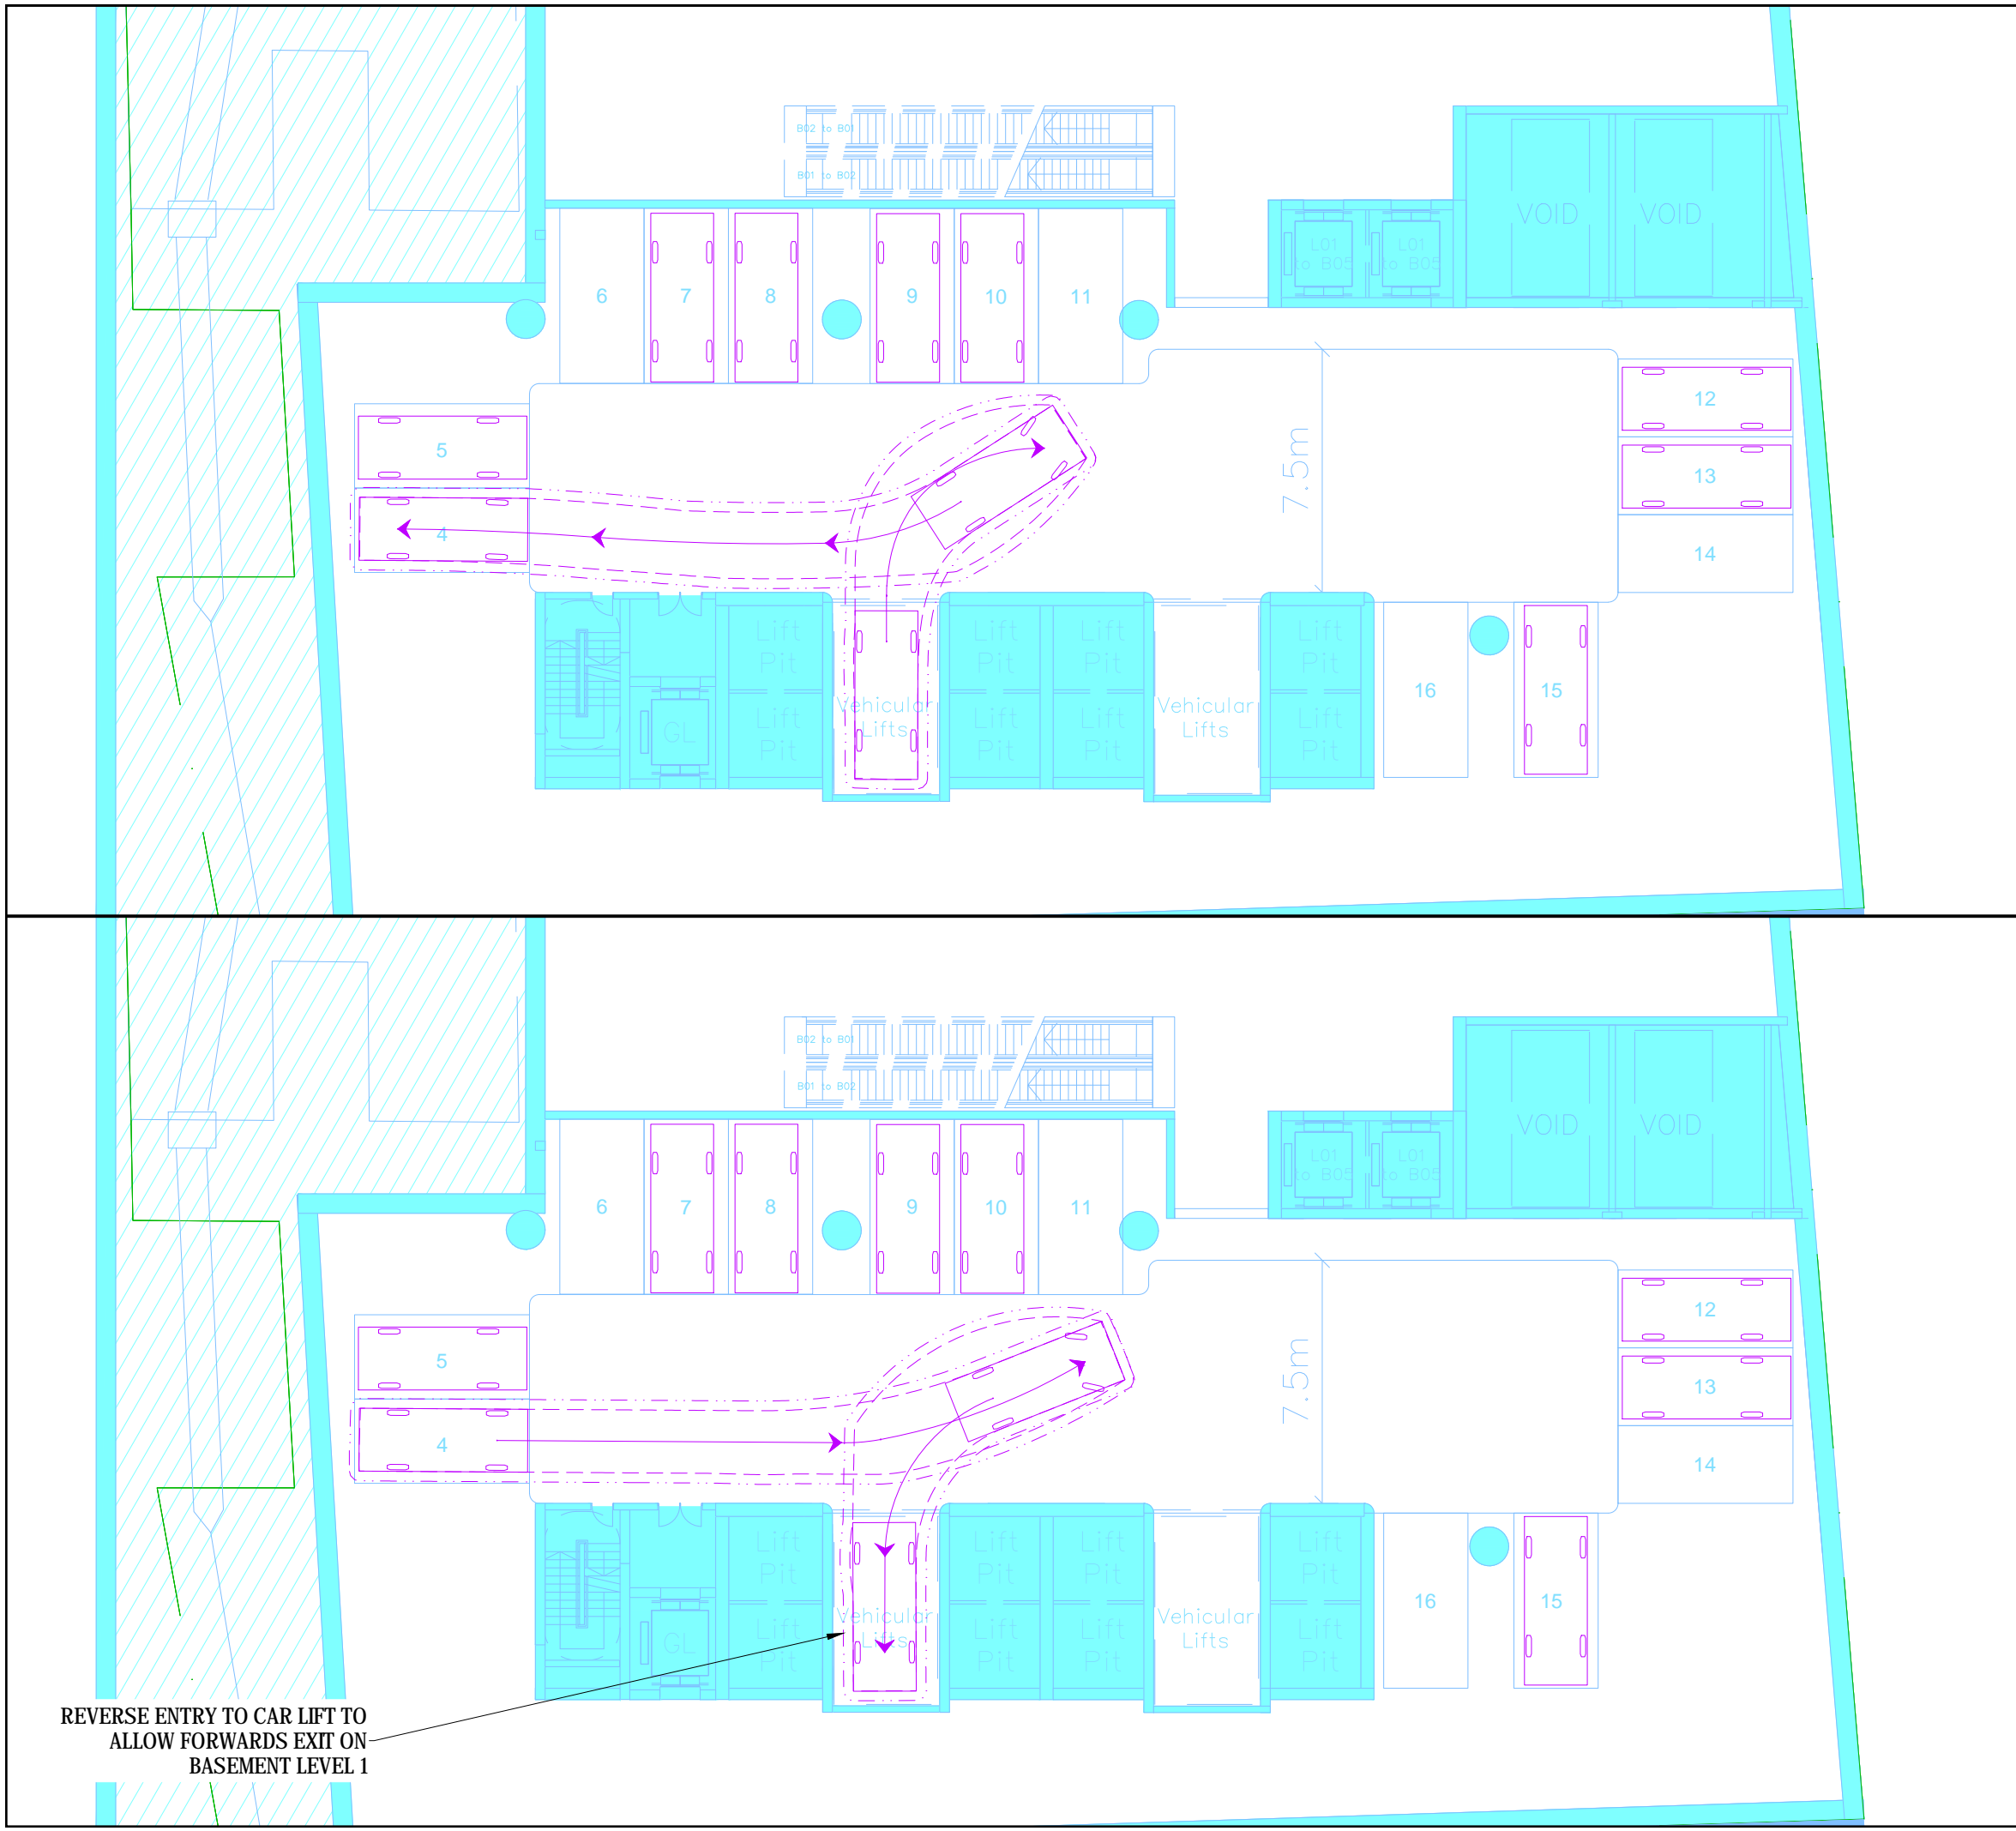 B02 to B01
B01 to B02
VOID VOID
L01
to B05
L01
to B05
6 7 8 9 10 11
12
5
13
7.5m
4
14
Lift
Pit
Lift
Pit
Lift
Pit
Lift
Pit
16 15
Vehicular
Lifts
Vehicular
Lifts
GL
Lift
Pit
Lift
Pit
Lift
Pit
Lift
Pit
B02 to B01
B01 to B02
VOID VOID
L01
to B05
L01
to B05
6 7 8 9 10 11
12
5
13
7.5m
4
14
Lift
Pit
Lift
Pit
Lift
Pit
Lift
Pit
16 15
Vehicular
Lifts
Vehicular
Lifts
GL
Lift
Pit
Lift
Pit
Lift
Pit
Lift
Pit
REVERSE ENTRY TO CAR LIFT TO
ALLOW FORWARDS EXIT ON
BASEMENT LEVEL 1